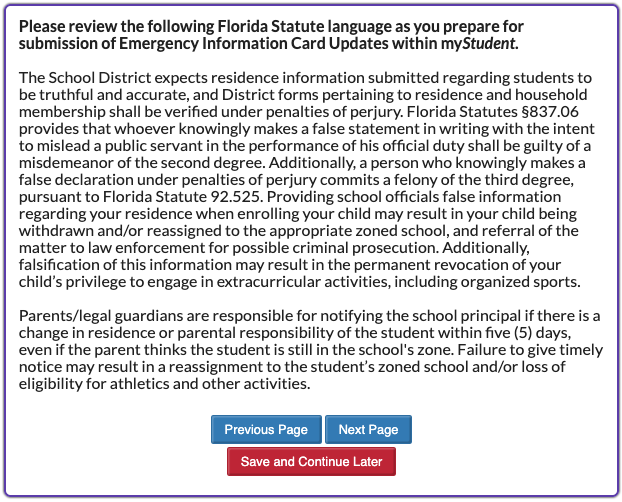 Please review the following Florida Statute language as you prepare for
submission of Emergency Information Card Updates within myStudent.
The School District expects residence information submitted regarding students to
be truthful and accurate, and District forms pertaining to residence and household
membership shall be verified under penalties of perjury. Florida Statutes §837.06
provides that whoever knowingly makes a false statement in writing with the intent
to mislead a public servant in the performance of his official duty shall be guilty of a
misdemeanor of the second degree. Additionally, a person who knowingly makes a
false declaration under penalties of perjury commits a felony of the third degree,
pursuant to Florida Statute 92.525. Providing school officials false information
regarding your residence when enrolling your child may result in your child being
withdrawn and/or reassigned to the appropriate zoned school, and referral of the
matter to law enforcement for possible criminal prosecution. Additionally,
falsification of this information may result in the permanent revocation of your
child’s privilege to engage in extracurricular activities, including organized sports.
Parents/legal guardians are responsible for notifying the school principal if there is a
change in residence or parental responsibility of the student within five (5) days,
even if the parent thinks the student is still in the school's zone. Failure to give timely
notice may result in a reassignment to the student’s zoned school and/or loss of
eligibility for athletics and other activities.
Previous Page Next Page
Save and Continue Later